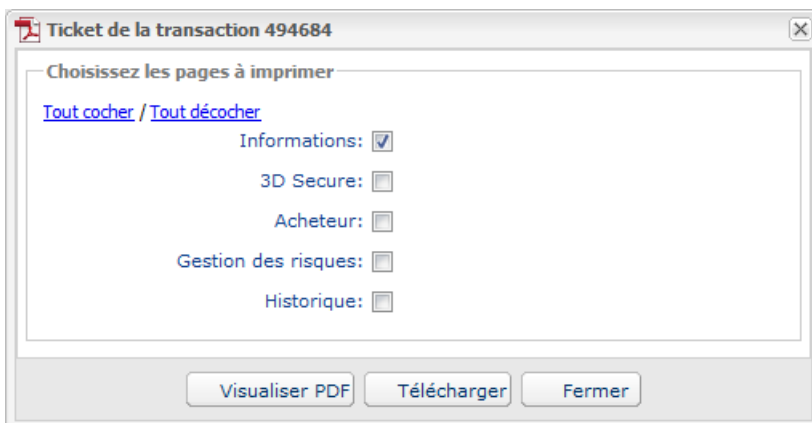 Ticket de la transaction 494684
Choisissez les pages à imprimer
Tout cocher / Tout décocher
Informations:
3D Secure:
Acheteur:
Gestion des risques:
Historique:
Visualiser PDF Télécharger Fermer